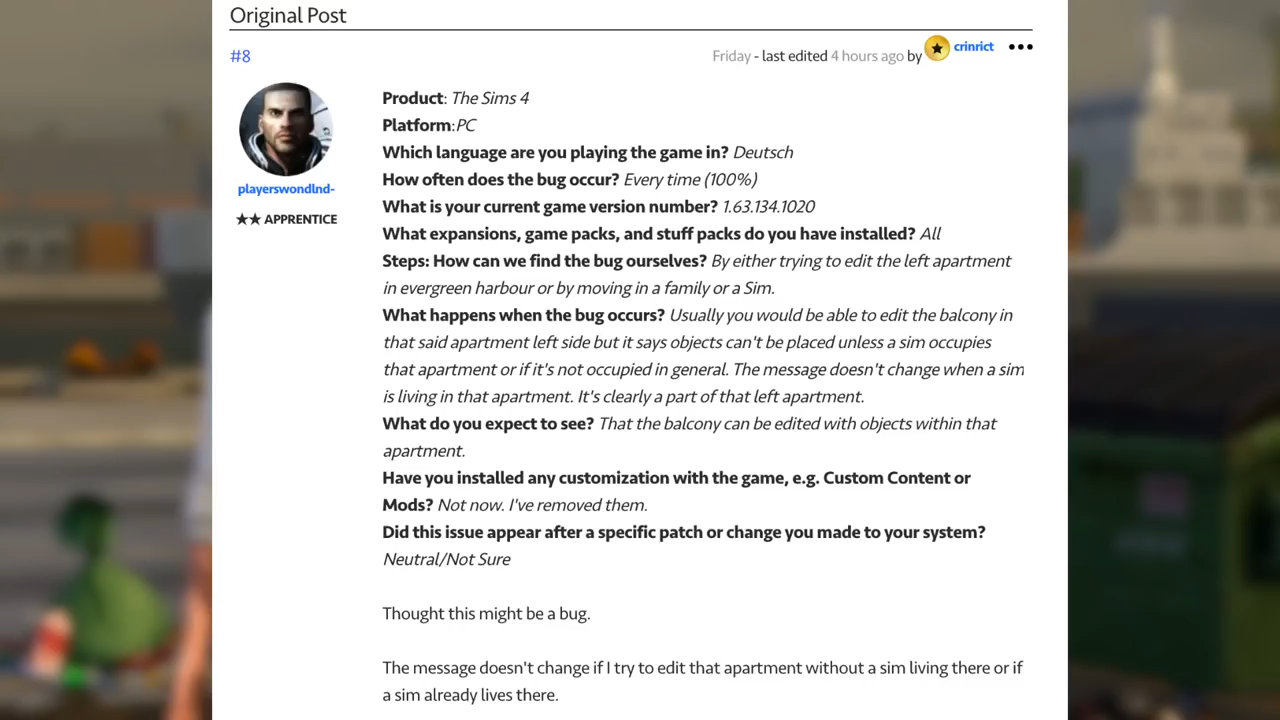 Original Post
#8
Friday - last edited 4 hours ago by crinrict
Product: The Sims 4
Platform:PC
playerswondlnd-
★★ APPRENTICE
Which language are you playing the game in? Deutsch
How often does the bug occur? Every time (100%)
What is your current game version number? 1.63.134.1020
What expansions, game packs, and stuff packs do you have installed? All
Steps: How can we find the bug ourselves? By either trying to edit the left apartment
in evergreen harbour or by moving in a family or a Sim.
What happens when the bug occurs? Usually you would be able to edit the balcony in
that said apartment left side but it says objects can't be placed unless a sim occupies
that apartment or if it's not occupied in general. The message doesn't change when a sim
is living in that apartment. It's clearly a part of that left apartment.
What do you expect to see? That the balcony can be edited with objects within that
apartment.
Have you installed any customization with the game, e.g. Custom Content or
Mods? Not now. I've removed them.
Did this issue appear after a specific patch or change you made to your system?
Neutral/Not Sure
Thought this might be a bug.
The message doesn't change if I try to edit that apartment without a sim living there or if
a sim already lives there.